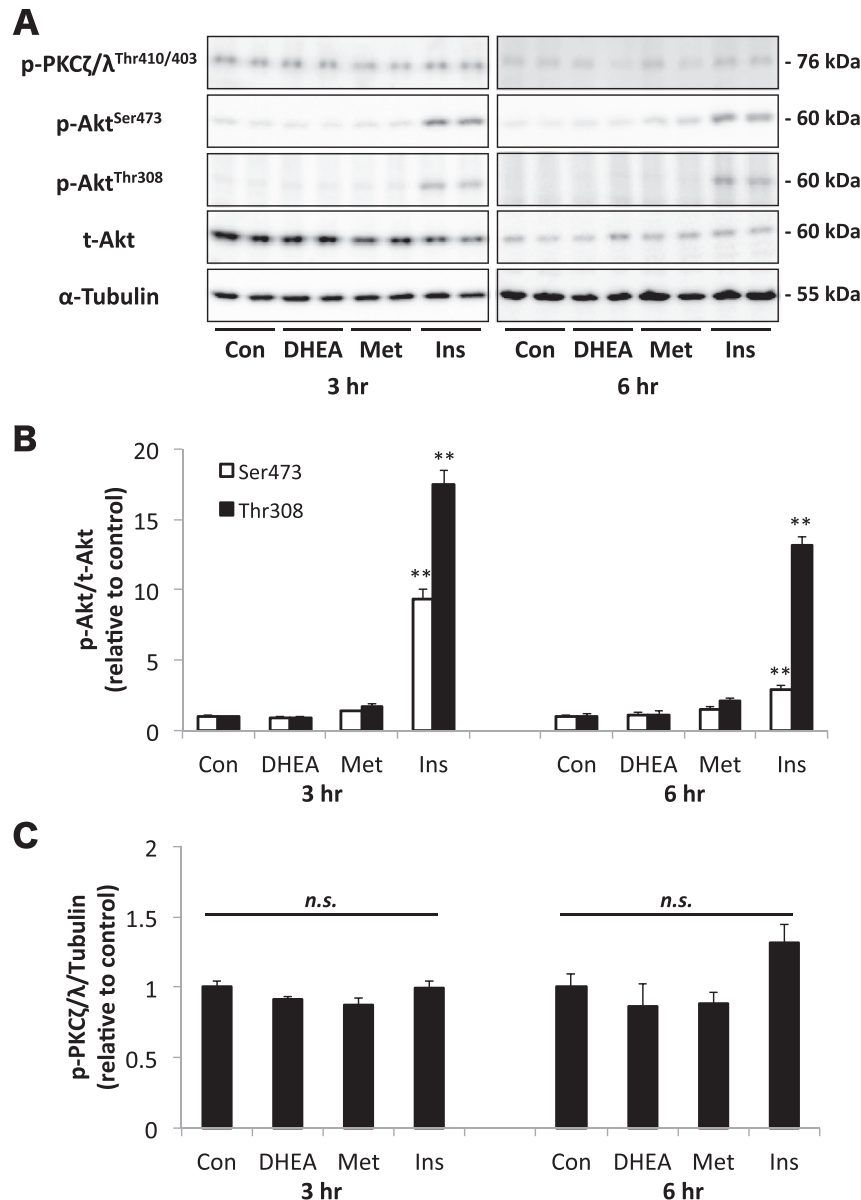 A
p-PKCζ/λThr410/403
- 76 kDa
p-AktSer473
- 60 kDa
p-AktThr308
- 60 kDa
t-Akt
- 60 kDa
α-Tubulin
- 55 kDa
Con DHEA Met Ins Con DHEA Met Ins
3 hr 6 hr
B
p-Akt/t-Akt
(relative to control)
20
15
10
5
0
Ser473
Thr308
**
**
**
**
Con DHEA Met Ins Con DHEA Met Ins
3 hr 6 hr
C
p-PKCζ/λ/Tubulin
(relative to control)
2
1.5
1
0.5
0
n.s. n.s.
Con DHEA Met Ins Con DHEA Met Ins
3 hr 6 hr